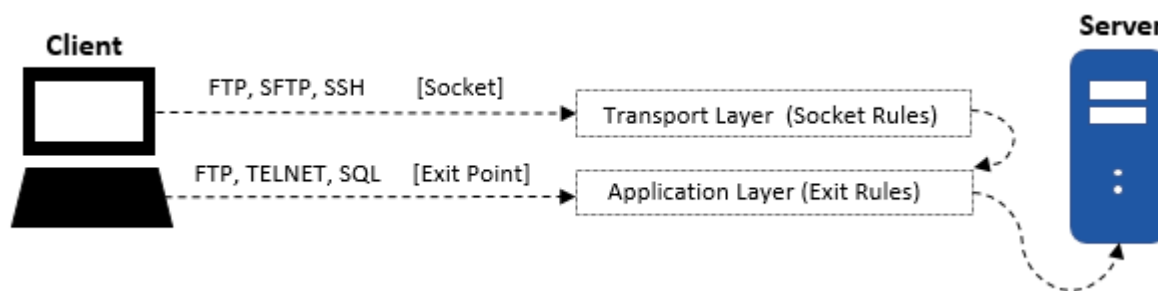 Server
Client
FTP, SFTP, SSH [Socket]
Transport Layer (Socket Rules)
FTP, TELNET, SQL [Exit Point]
Application Layer (Exit Rules)